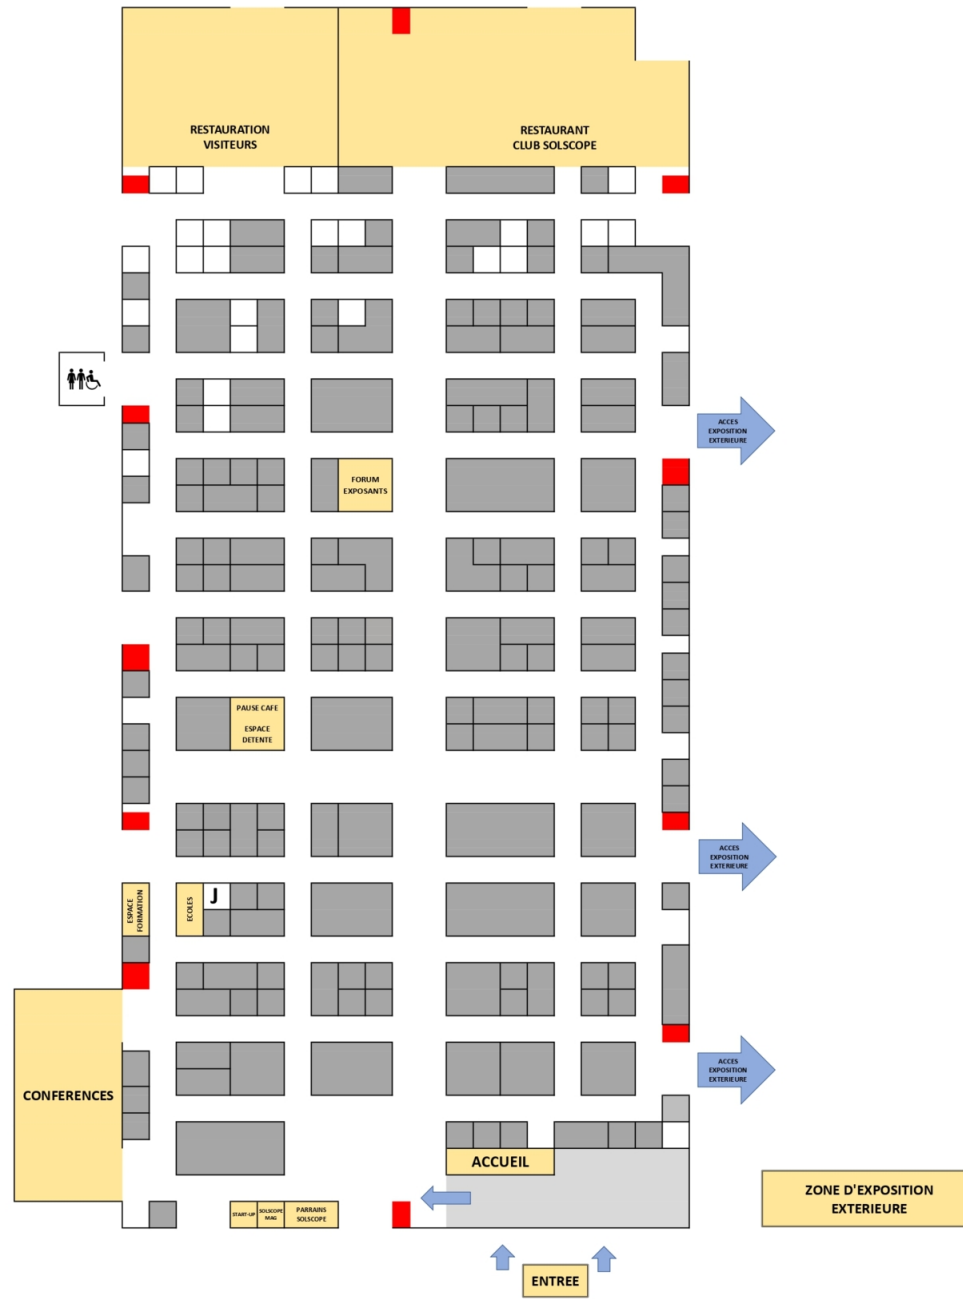 RESTAURATION
VISITEURS
RESTAURANT
CLUB SOLSCOPE
ACCES
EXPOSITION
EXTERIEURE
FORUM
EXPOSANTS
PAUSE CAFE
ESPACE
DETENTE
ACCES
EXPOSITION
EXTERIEURE
ESPACE
FORMATION
ECOLES
J
ACCES
EXPOSITION
EXTERIEURE
CONFERENCES
ACCUEIL
ZONE D'EXPOSITION
EXTERIEURE
START-UP
SOLSCOPE
MAG
PARRAINS
SOLSCOPE
ENTREE